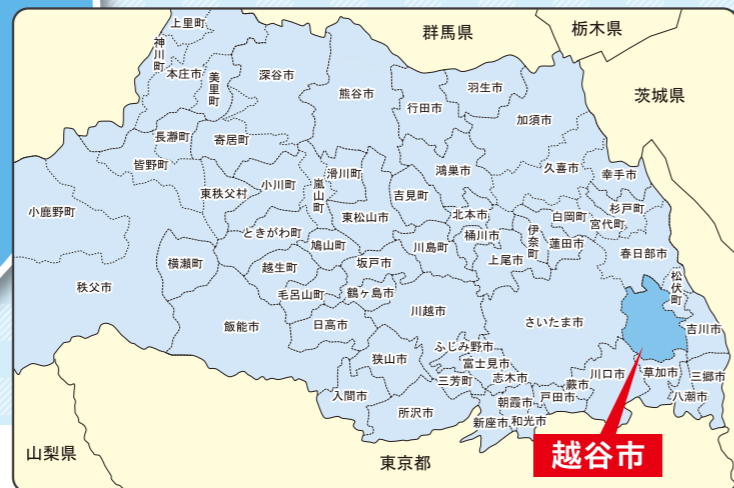 群馬県
栃木県
茨城県
上里町
神川町
本庄市
美里町
深谷市
熊谷市
行田市
羽生市
加須市
長瀞町
寄居町
皆野町
東秩父村
小川町
嵐山町
滑川町
東松山市
吉見町
鴻巣市
北本市
桶川市
久喜市
幸手市
杉戸町
宮代町
白岡町
伊奈町
蓮田市
上尾市
春日部市
松伏町
小鹿野町
秩父市
横瀬町
ときがわ町
鳩山町
越生町
毛呂山町
坂戸市
鶴ヶ島市
川島町
川越市
さいたま市
吉川市
飯能市
日高市
狭山市
入間市
所沢市
ふじみ野市
富士見市
三芳町
志木市
朝霞市
新座市
和光市
戸田市
蕨市
川口市
草加市
三郷市
八潮市
越谷市
山梨県
東京都